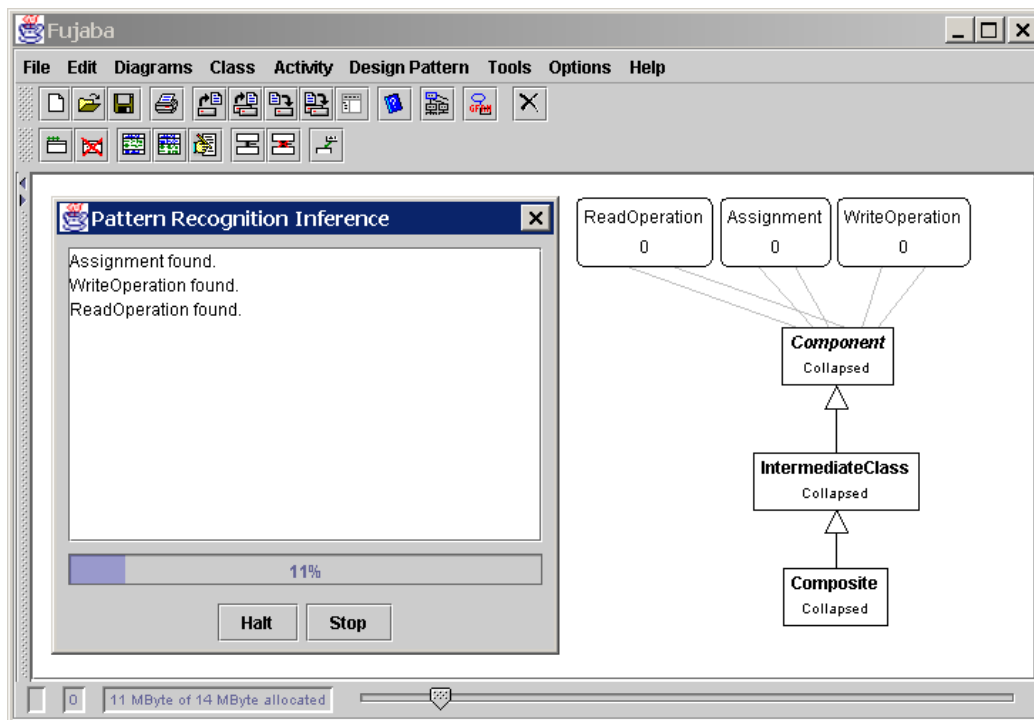 Fujaba
File Edit Diagrams Class Activity Design Pattern Tools Options Help
Pattern Recognition Inference
Assignment found.
WriteOperation found.
ReadOperation found.
11%
Halt Stop
ReadOperation Assignment WriteOperation
0 0 0
Component
Collapsed
IntermediateClass
Collapsed
Composite
Collapsed
0 11 MByte of 14 MByte allocated